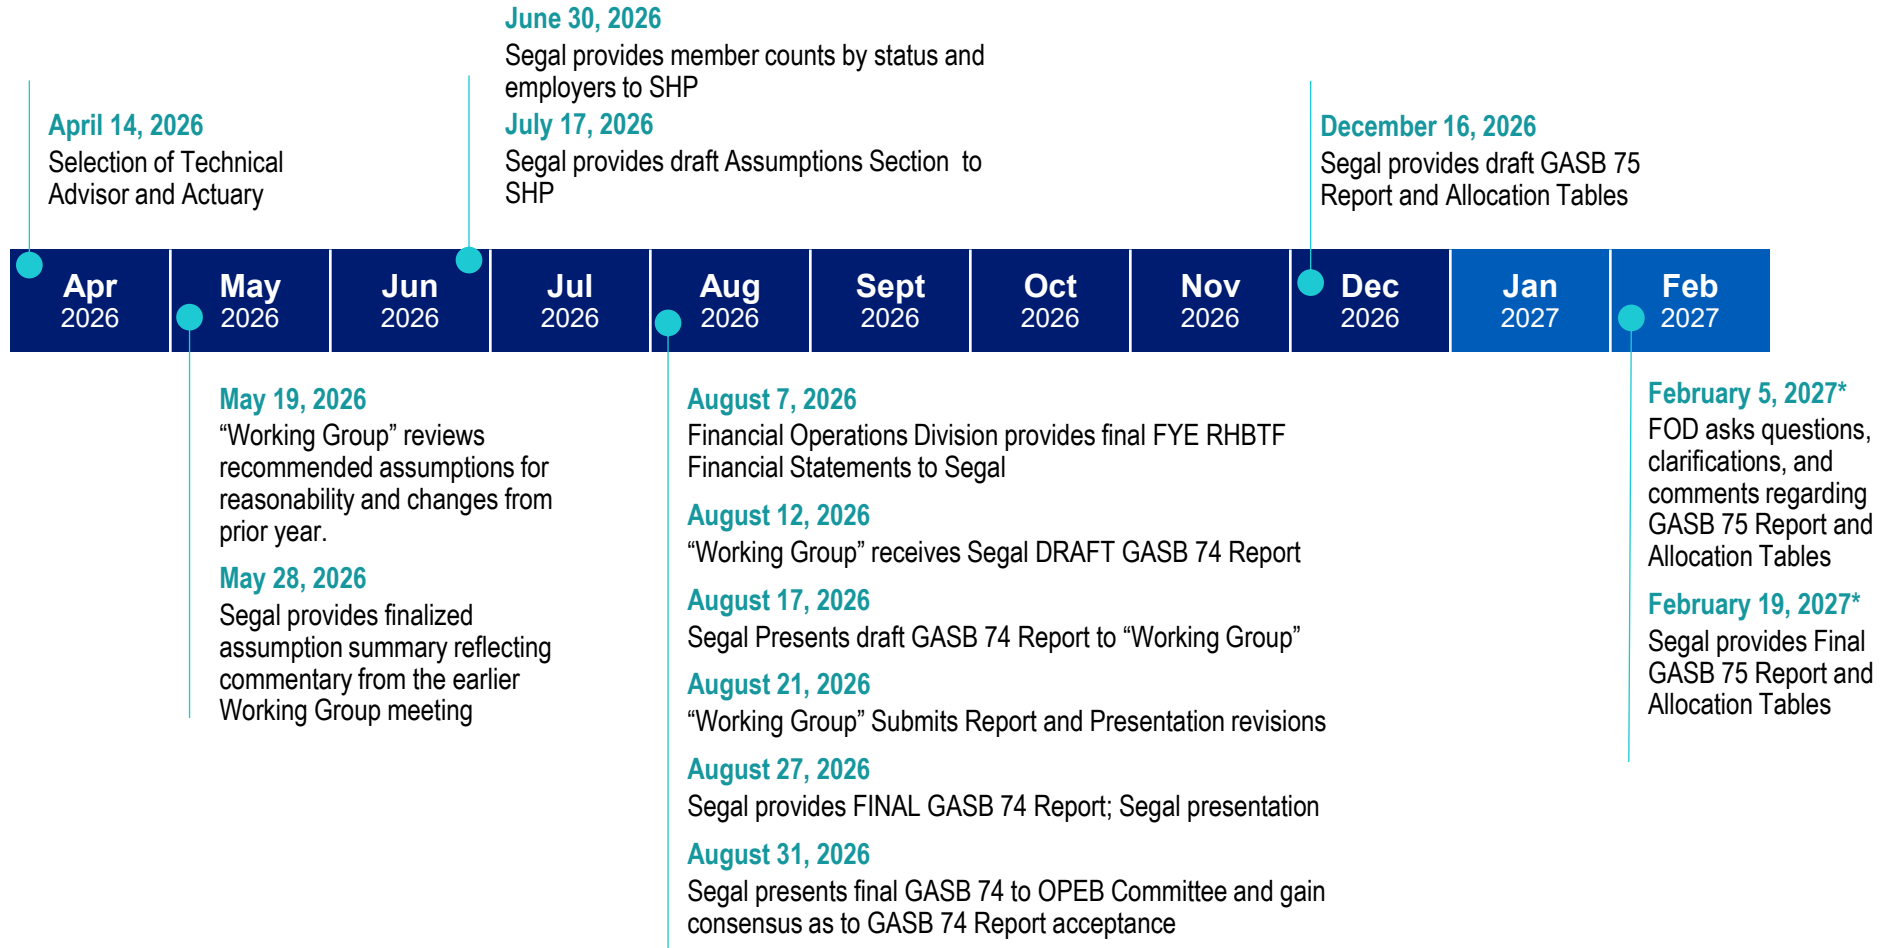 June 30, 2026
Segal provides member counts by status and
employers to SHP
July 17, 2026
Segal provides draft Assumptions Section to
SHP
April 14, 2026
Selection of Technical
Advisor and Actuary
December 16, 2026
Segal provides draft GASB 75
Report and Allocation Tables
Apr
2026
May
2026
Jun
2026
Jul
2026
Aug
2026
Sept
2026
Oct
2026
Nov
2026
Dec
2026
Jan
2027
Feb
2027
May 19, 2026
“Working Group” reviews
recommended assumptions for
reasonability and changes from
prior year.
May 28, 2026
Segal provides finalized
assumption summary reflecting
commentary from the earlier
Working Group meeting
August 7, 2026
Financial Operations Division provides final FYE RHBTF
Financial Statements to Segal
August 12, 2026
“Working Group” receives Segal DRAFT GASB 74 Report
August 17, 2026
Segal Presents draft GASB 74 Report to “Working Group”
August 21, 2026
“Working Group” Submits Report and Presentation revisions
August 27, 2026
Segal provides FINAL GASB 74 Report; Segal presentation
August 31, 2026
Segal presents final GASB 74 to OPEB Committee and gain
consensus as to GASB 74 Report acceptance
February 5, 2027*
FOD asks questions,
clarifications, and
comments regarding
GASB 75 Report and
Allocation Tables
February 19, 2027*
Segal provides Final
GASB 75 Report and
Allocation Tables